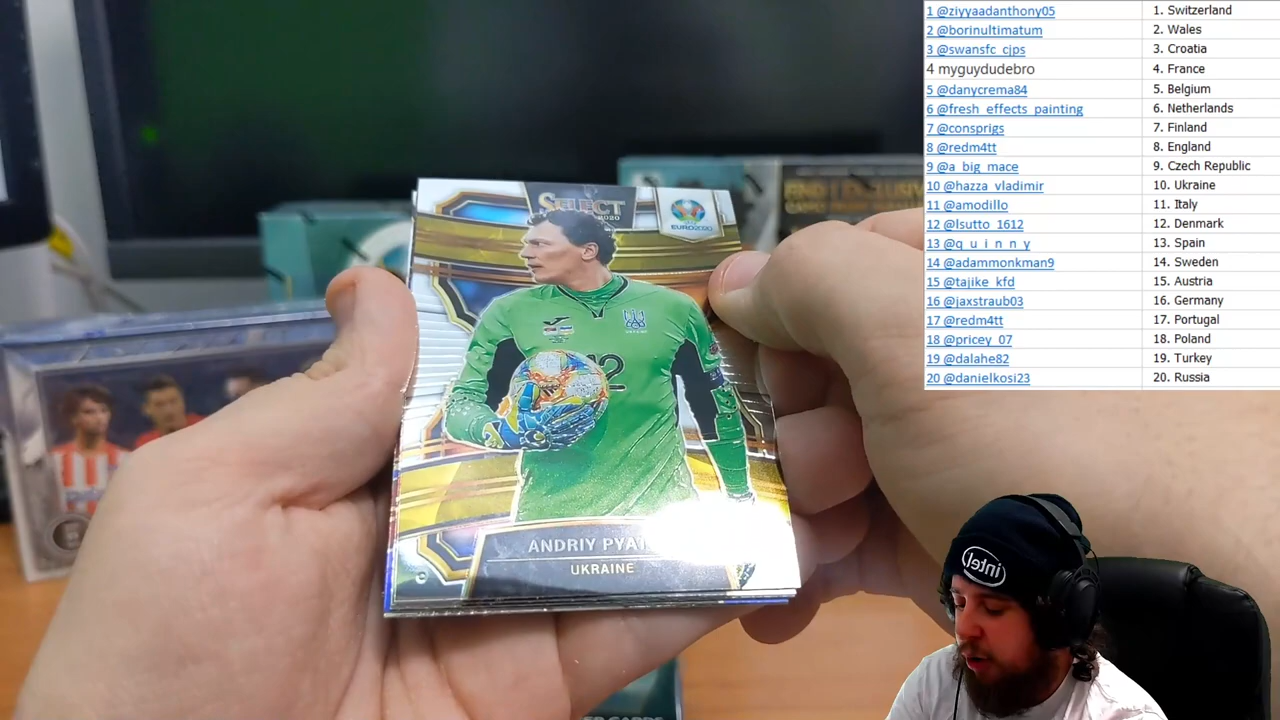 1 @ziyyaadanthony05 1. Switzerland
2 @borinultimatum 2. Wales
3 @swansfc_cjps 3. Croatia
4 myguydudebro 4. France
5 @danycrema84 5. Belgium
6 @fresh_effects_painting 6. Netherlands
7 @consprigs 7. Finland
8 @redm4tt 8. England
9 @a_big_mace 9. Czech Republic
10 @hazza_vladimir 10. Ukraine
11 @amodillo 11. Italy
12 @lsutto_1612 12. Denmark
13 @q_u_i_n_n_y 13. Spain
14 @adammonkman9 14. Sweden
15 @tajike_kfd 15. Austria
16 @jaxstraub03 16. Germany
17 @redm4tt 17. Portugal
18 @pricey_07 18. Poland
19 @dalahe82 19. Turkey
20 @danielkosi23 20. Russia
SELECT
2020
EURO2020
12
ANDRIY
UKRAINE
intel
CARDS